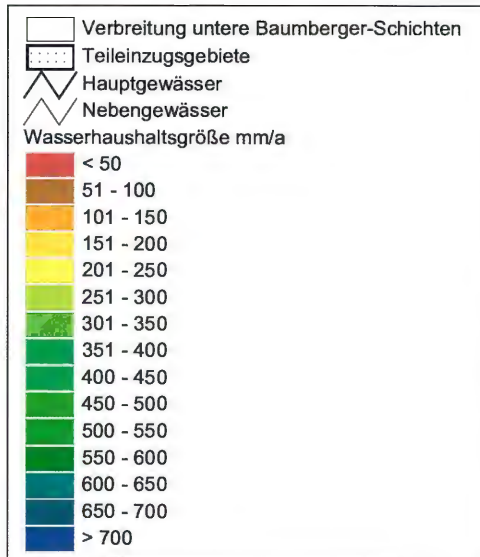 Verbreitung untere Baumberger-Schichten
Teileinzugsgebiete
Hauptgewässer
Nebengewässer
Wasserhaushaltsgröße mm/a
< 50
51 - 100
101 - 150
151 - 200
201 - 250
251 - 300
301 - 350
351 - 400
400 - 450
450 - 500
500 - 550
550 - 600
600 - 650
650 - 700
> 700